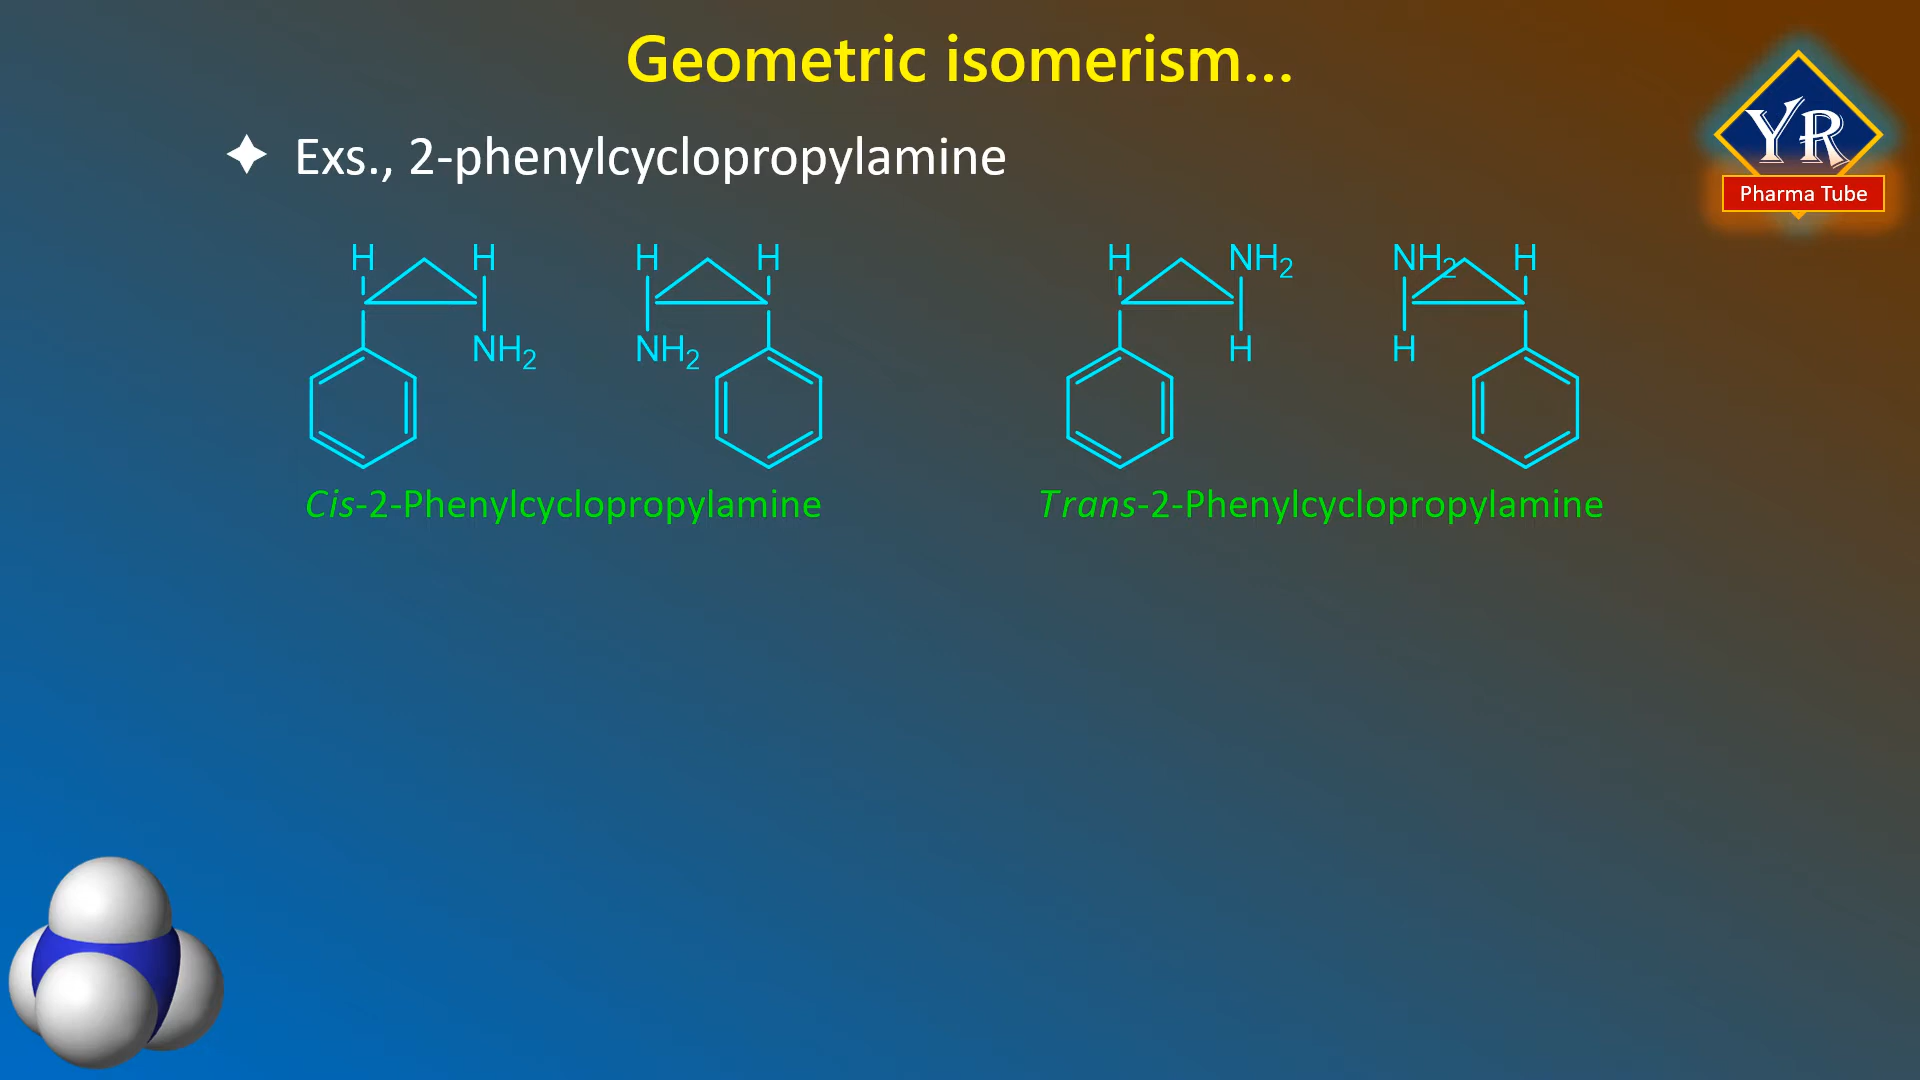 Geometric isomerism...
YR
Pharma Tube
✦ Exs., 2-phenylcyclopropylamine
H H H H H NH₂ NH₂ H
NH₂ NH₂ H H
Cis-2-Phenylcyclopropylamine
Trans-2-Phenylcyclopropylamine